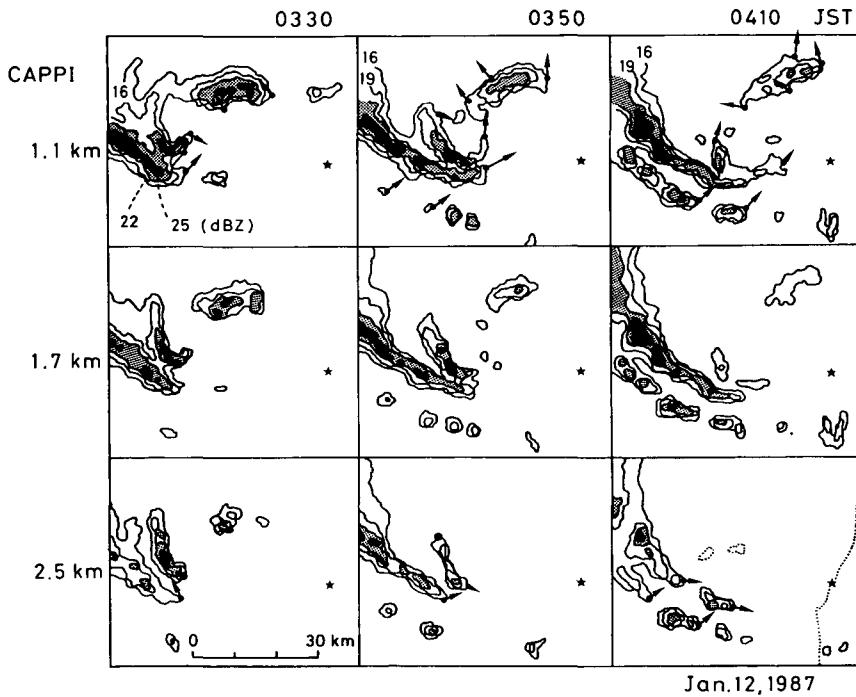 0330 0350 0410 JST
CAPPI
16
16
19
19 16
1.1 km
22 25 (dBZ)
1.7 km
2.5 km
0 30 km
Jan.12,1987